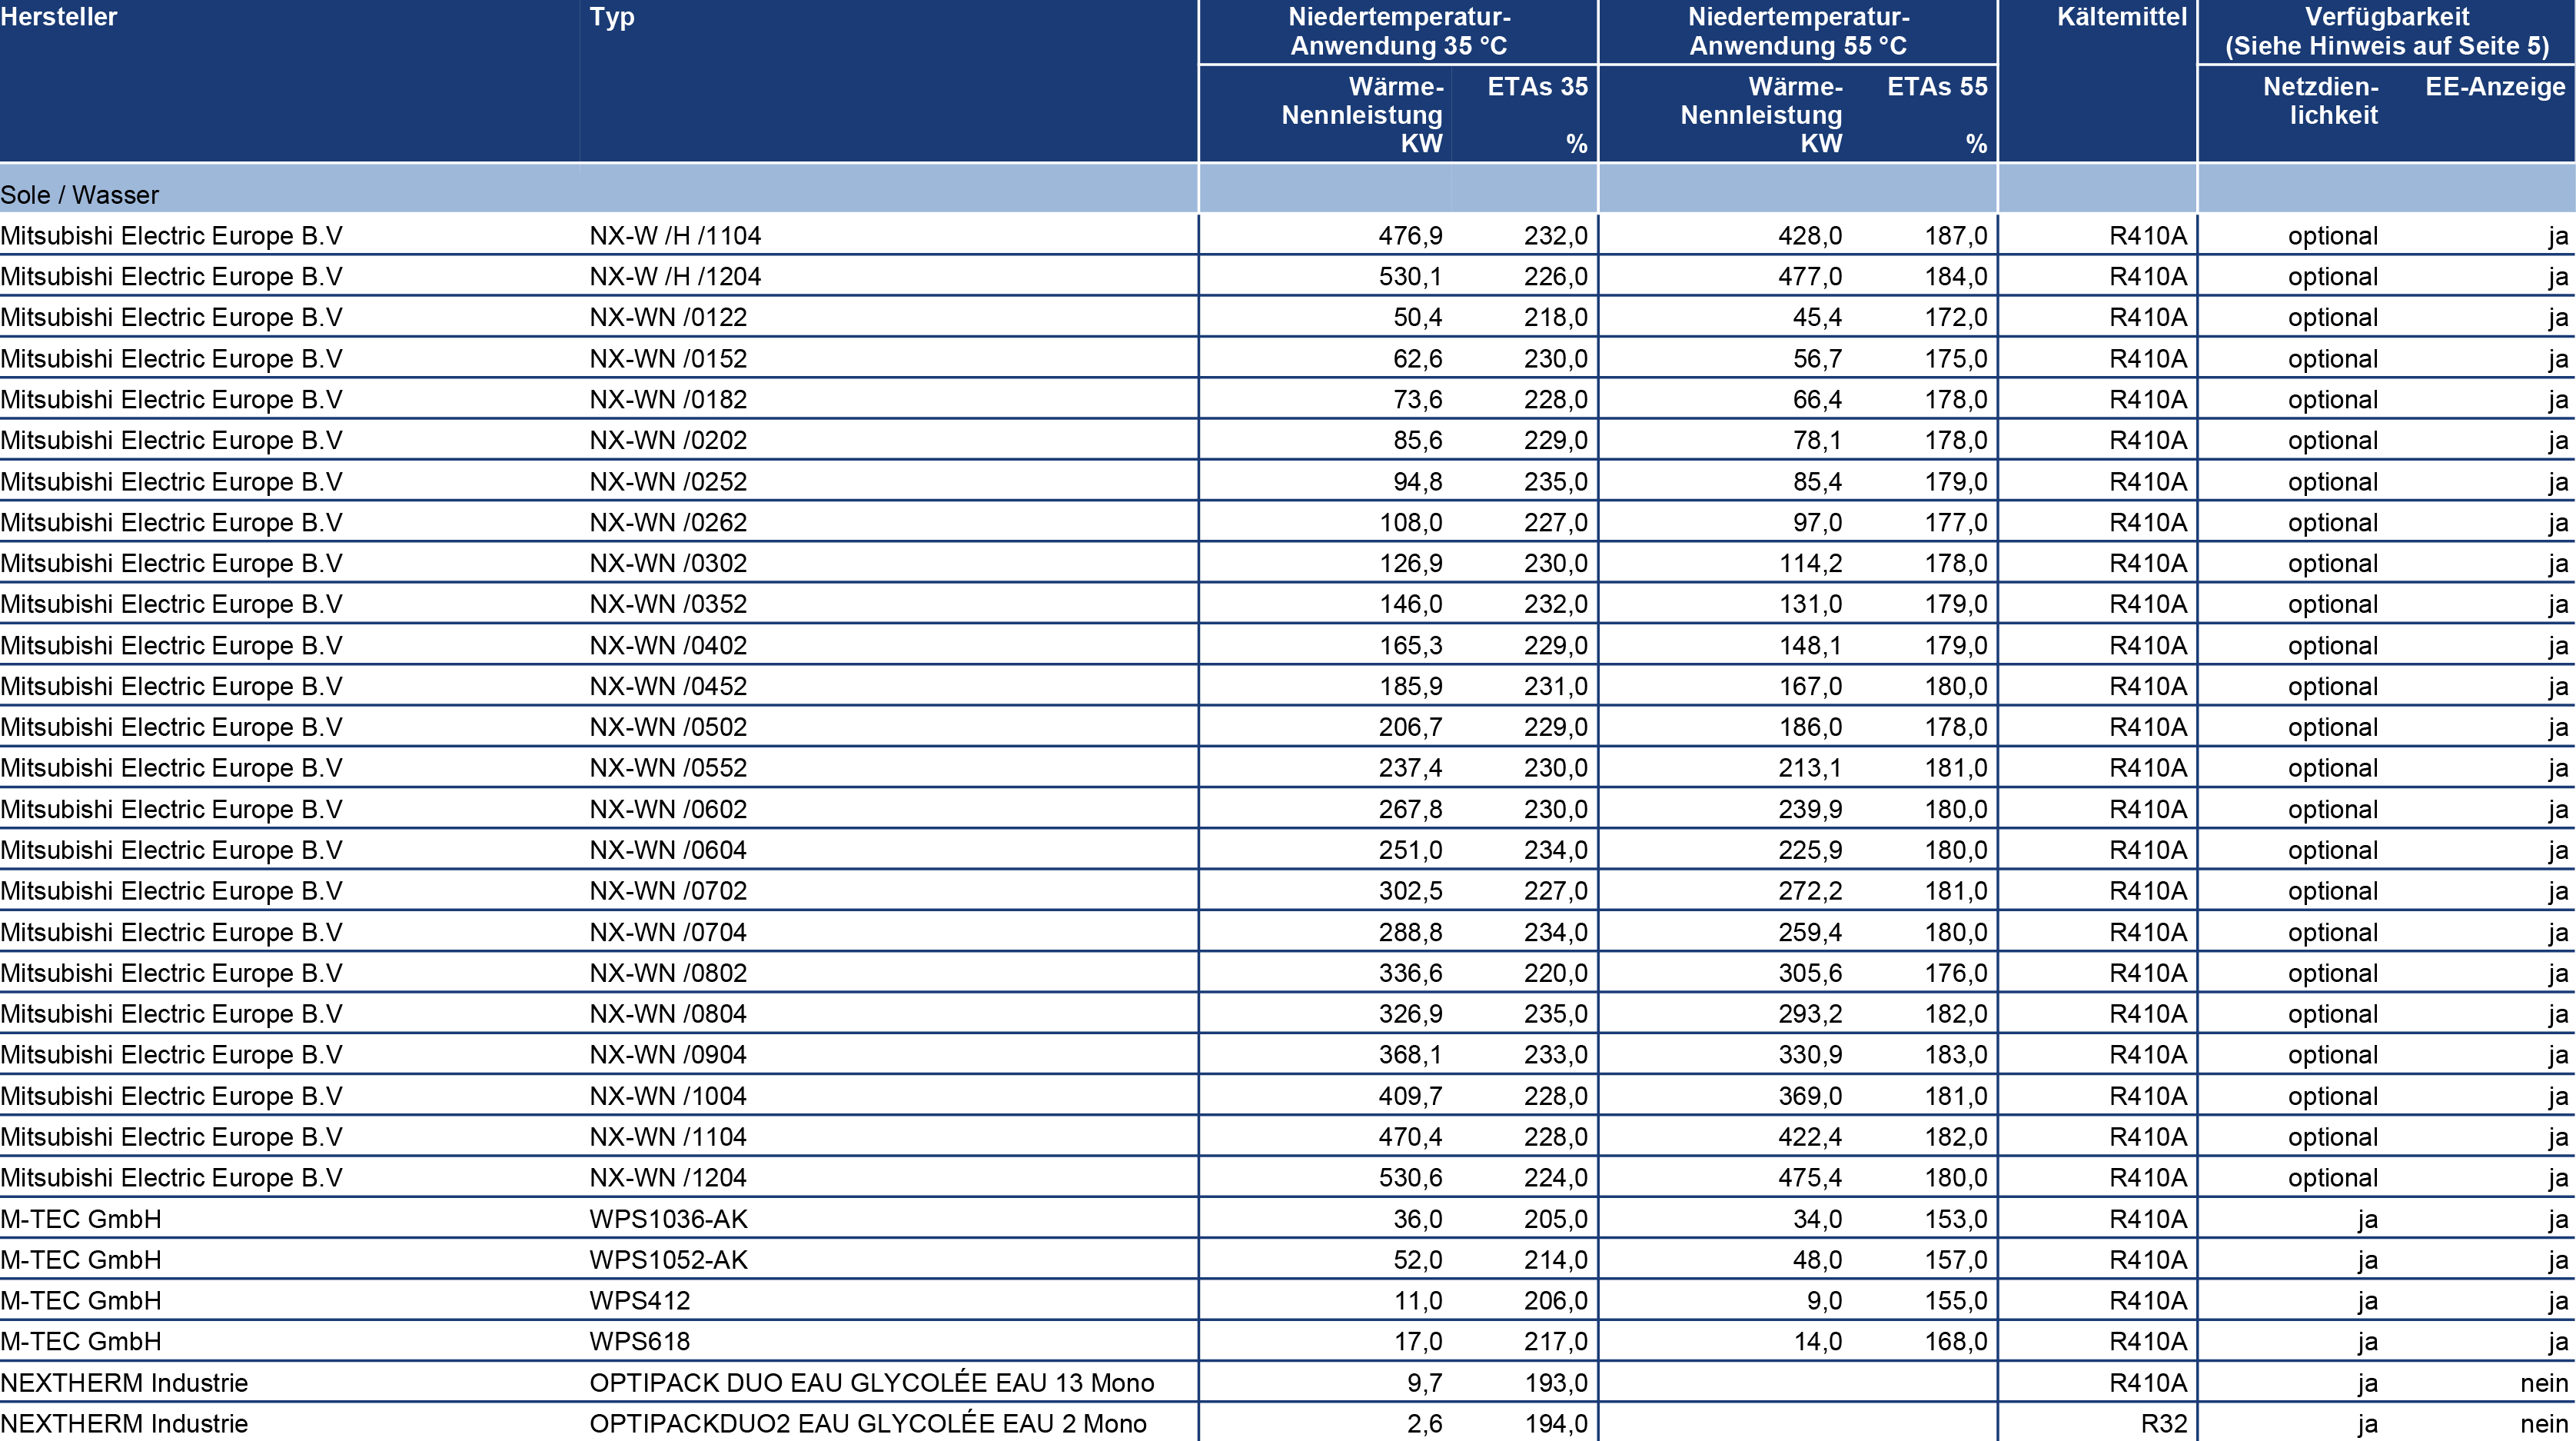 Hersteller Typ Niedertemperatur- Niedertemperatur- Kältemittel Verfügbarkeit
Anwendung 35 °C Anwendung 55 °C (Siehe Hinweis auf Seite 5)
Wärme- ETAs 35 Wärme- ETAs 55 Netzdien- EE-Anzeige
Nennleistung Nennleistung lichkeit
KW % KW %
Sole / Wasser
Mitsubishi Electric Europe B.V NX-W /H /1104 476,9 232,0 428,0 187,0 R410A optional ja
Mitsubishi Electric Europe B.V NX-W /H /1204 530,1 226,0 477,0 184,0 R410A optional ja
Mitsubishi Electric Europe B.V NX-WN /0122 50,4 218,0 45,4 172,0 R410A optional ja
Mitsubishi Electric Europe B.V NX-WN /0152 62,6 230,0 56,7 175,0 R410A optional ja
Mitsubishi Electric Europe B.V NX-WN /0182 73,6 228,0 66,4 178,0 R410A optional ja
Mitsubishi Electric Europe B.V NX-WN /0202 85,6 229,0 78,1 178,0 R410A optional ja
Mitsubishi Electric Europe B.V NX-WN /0252 94,8 235,0 85,4 179,0 R410A optional ja
Mitsubishi Electric Europe B.V NX-WN /0262 108,0 227,0 97,0 177,0 R410A optional ja
Mitsubishi Electric Europe B.V NX-WN /0302 126,9 230,0 114,2 178,0 R410A optional ja
Mitsubishi Electric Europe B.V NX-WN /0352 146,0 232,0 131,0 179,0 R410A optional ja
Mitsubishi Electric Europe B.V NX-WN /0402 165,3 229,0 148,1 179,0 R410A optional ja
Mitsubishi Electric Europe B.V NX-WN /0452 185,9 231,0 167,0 180,0 R410A optional ja
Mitsubishi Electric Europe B.V NX-WN /0502 206,7 229,0 186,0 178,0 R410A optional ja
Mitsubishi Electric Europe B.V NX-WN /0552 237,4 230,0 213,1 181,0 R410A optional ja
Mitsubishi Electric Europe B.V NX-WN /0602 267,8 230,0 239,9 180,0 R410A optional ja
Mitsubishi Electric Europe B.V NX-WN /0604 251,0 234,0 225,9 180,0 R410A optional ja
Mitsubishi Electric Europe B.V NX-WN /0702 302,5 227,0 272,2 181,0 R410A optional ja
Mitsubishi Electric Europe B.V NX-WN /0704 288,8 234,0 259,4 180,0 R410A optional ja
Mitsubishi Electric Europe B.V NX-WN /0802 336,6 220,0 305,6 176,0 R410A optional ja
Mitsubishi Electric Europe B.V NX-WN /0804 326,9 235,0 293,2 182,0 R410A optional ja
Mitsubishi Electric Europe B.V NX-WN /0904 368,1 233,0 330,9 183,0 R410A optional ja
Mitsubishi Electric Europe B.V NX-WN /1004 409,7 228,0 369,0 181,0 R410A optional ja
Mitsubishi Electric Europe B.V NX-WN /1104 470,4 228,0 422,4 182,0 R410A optional ja
Mitsubishi Electric Europe B.V NX-WN /1204 530,6 224,0 475,4 180,0 R410A optional ja
M-TEC GmbH WPS1036-AK 36,0 205,0 34,0 153,0 R410A ja ja
M-TEC GmbH WPS1052-AK 52,0 214,0 48,0 157,0 R410A ja ja
M-TEC GmbH WPS412 11,0 206,0 9,0 155,0 R410A ja ja
M-TEC GmbH WPS618 17,0 217,0 14,0 168,0 R410A ja ja
NEXTHERM Industrie OPTIPACK DUO EAU GLYCOLÉE EAU 13 Mono 9,7 193,0 R410A ja nein
NEXTHERM Industrie OPTIPACKDUO2 EAU GLYCOLÉE EAU 2 Mono 2,6 194,0 R32 ja nein